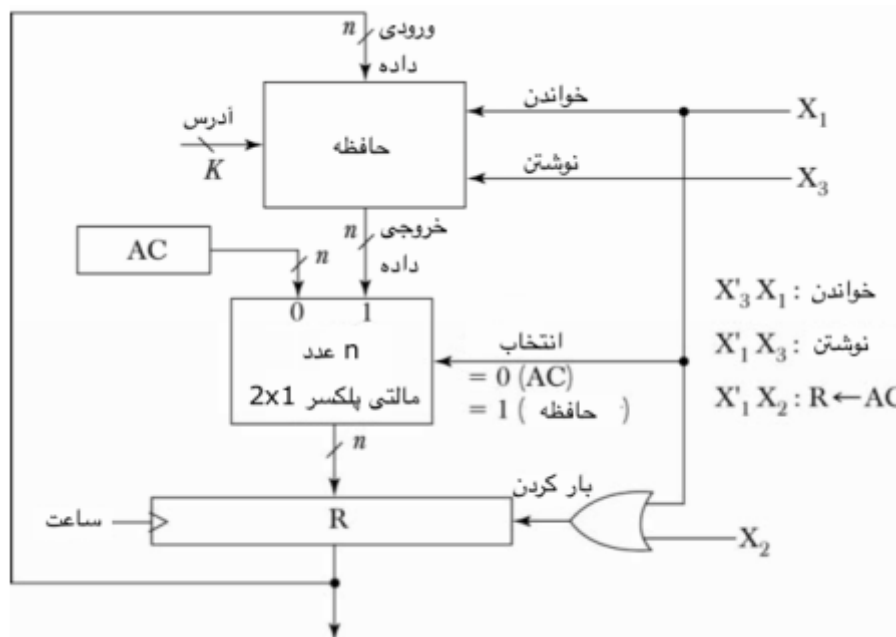 n ورودی
داده
خواندن
X₁
آدرس
K
حافظه
نوشتن
X₃
n خروجی
داده
AC
n
0 1
n عدد
مالتی پلکسر 2x1
انتخاب
= 0 (AC)
= 1 ( حافظه )
X'₃ X₁ : خواندن
X'₁ X₃ : نوشتن
X'₁ X₂ : R ← AC
n
بار کردن
ساعت
R
X₂